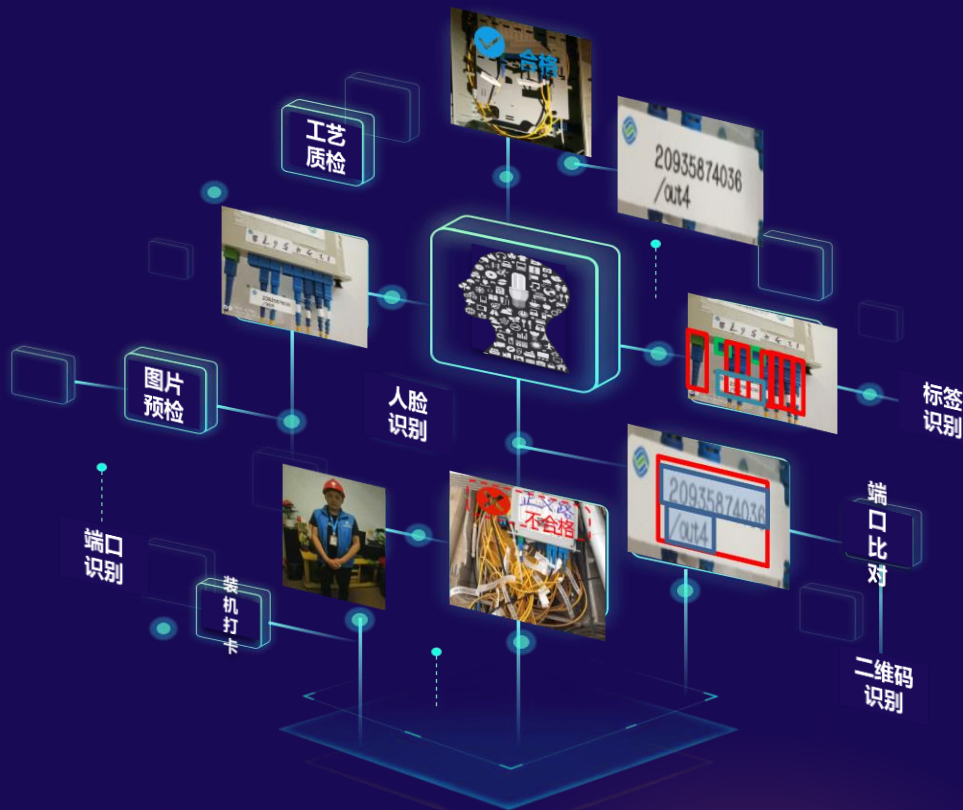 合格
工艺
质检
20935874036
/out4
图片
预检
人脸
识别
标签
识别
20935874036
/out4
不合格
端口
识别
装
机
打
卡
端
口
比
对
二维码
识别